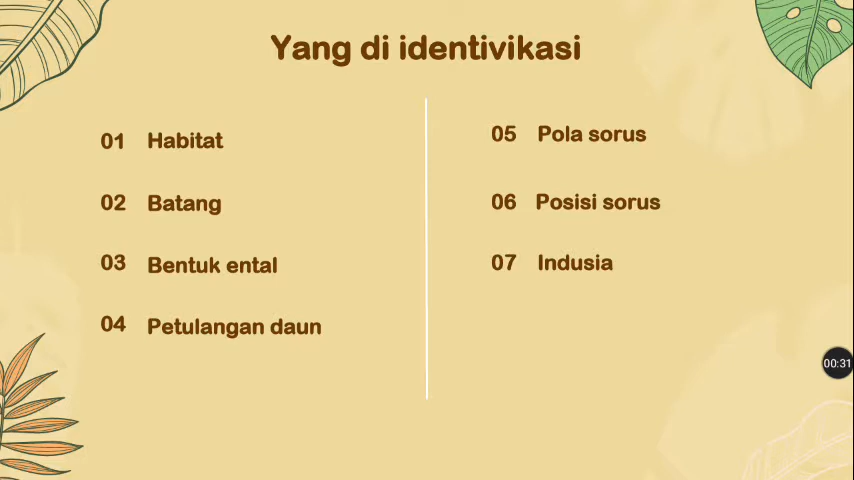 Yang di identivikasi
01 Habitat
02 Batang
03 Bentuk ental
04 Petulangan daun
05 Pola sorus
06 Posisi sorus
07 Indusia
00:31